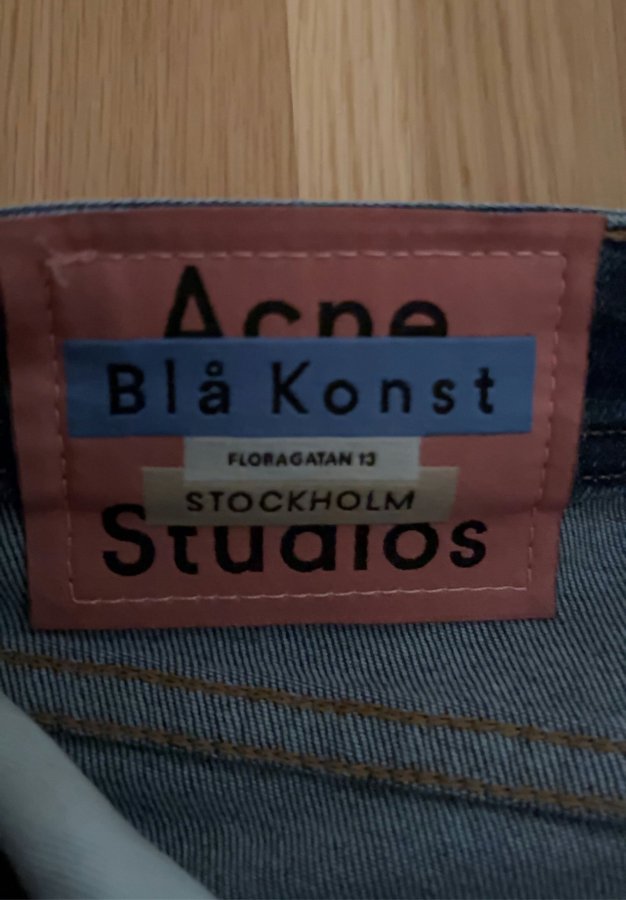 Acne
Blå Konst
FLORAGATAN 13
STOCKHOLM
Studios